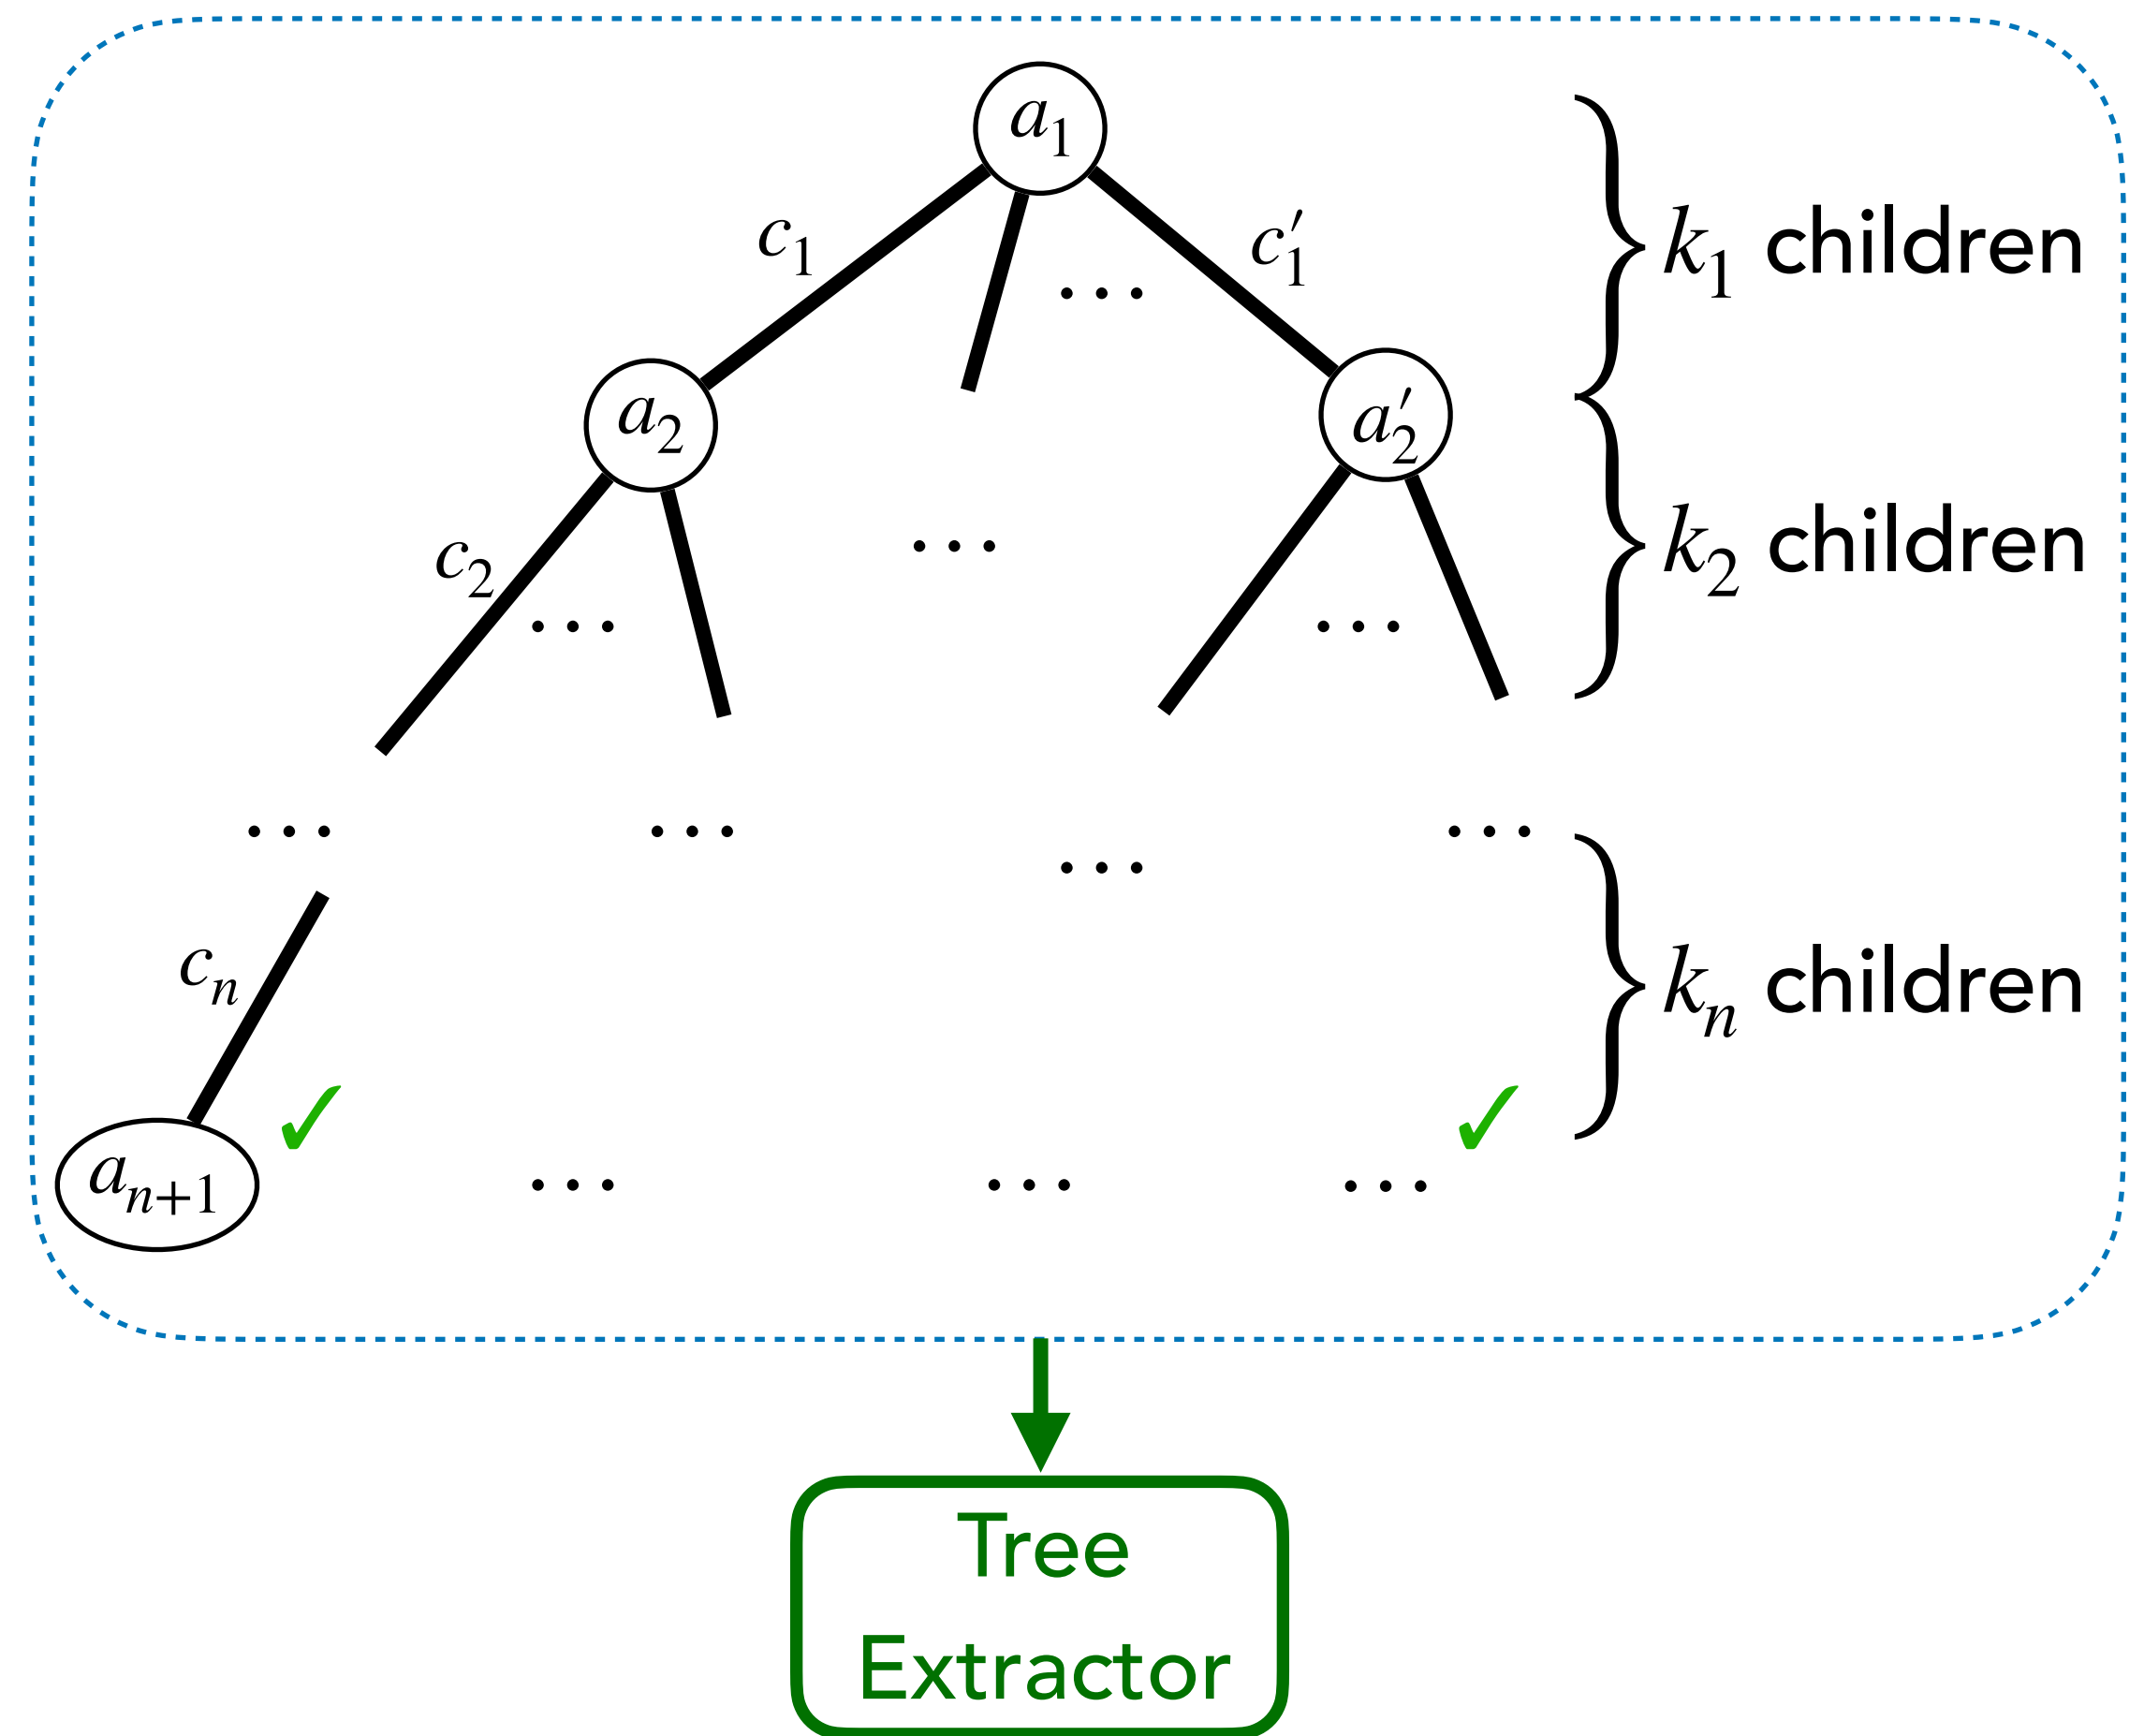 a₁
c₁
c′₁
k₁ children
a₂
a′₂
c₂
k₂ children
cₙ
kₙ children
aₙ₊₁
Tree
Extractor